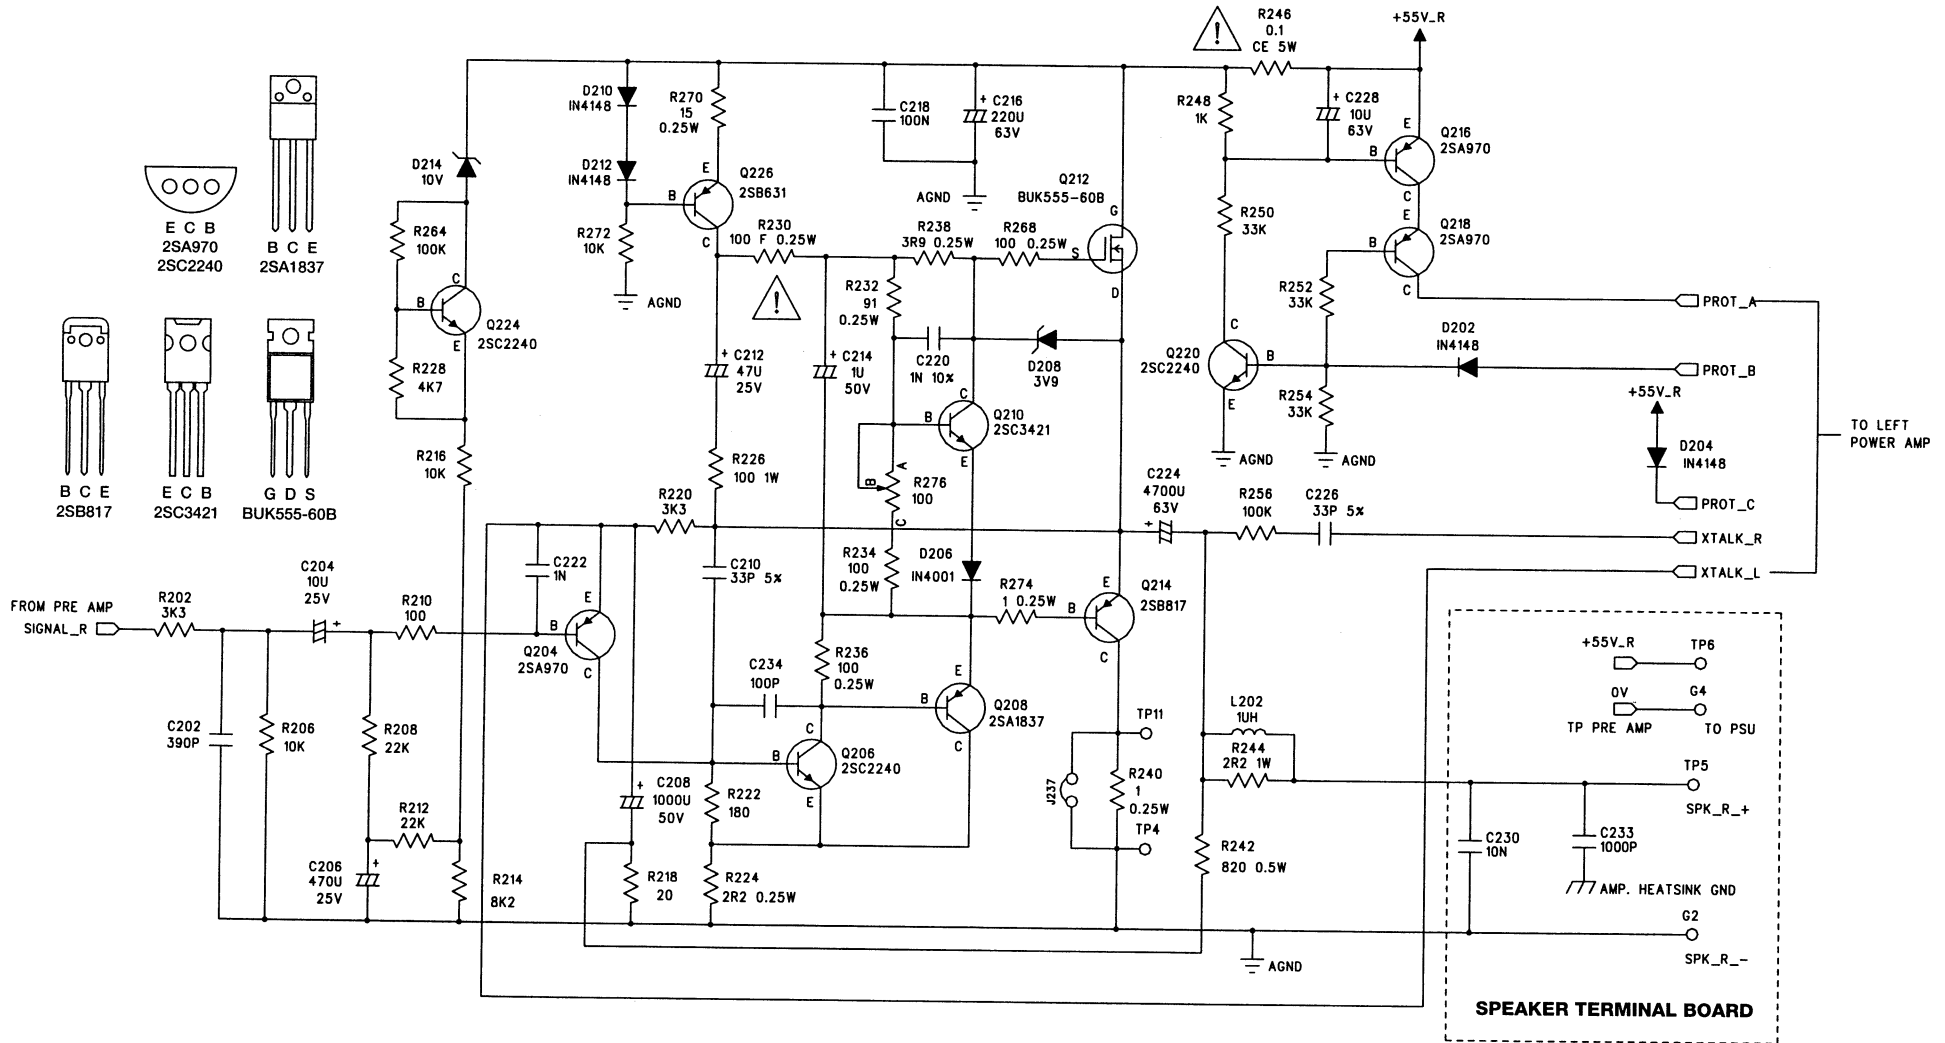 R246
0.1
CE 5W
+55V_R
!
D210
IN4148
R270
15
0.25W
C218
100N
+ C216
220U
63V
R248
1K
+ C228
10U
63V
E
Q216
2SA970
B
C
D214
10V
D212
IN4148
E
Q226
2SB631
B
C
AGND
Q212
BUK555-60B
G
S
D
R250
33K
E
Q218
2SA970
B
C
E C B
2SA970
2SC2240
B C E
2SA1837
R264
100K
R272
10K
AGND
R230
100 F 0.25W
!
R238
3R9 0.25W
R268
100 0.25W
R232
91
0.25W
R252
33K
PROT_A
C
B
Q224
2SC2240
E
R228
4K7
+ C212
47U
25V
+ C214
1U
50V
C220
1N 10%
D208
3V9
C
Q220
2SC2240
B
E
D202
IN4148
PROT_B
R254
33K
+55V_R
D204
IN4148
PROT_C
TO LEFT
POWER AMP
AGND
AGND
C
B
Q210
2SC3421
E
B C E
2SB817
E C B
2SC3421
G D S
BUK555-60B
R216
10K
R226
100 1W
A
B
R276
100
C
R220
3K3
C224
4700U
63V
+
R256
100K
C226
33P 5%
XTALK_R
XTALK_L
C222
1N
C210
33P 5%
R234
100
0.25W
D206
IN4001
R274
1 0.25W
E
B
Q214
2SB817
C
FROM PRE AMP
SIGNAL_R
R202
3K3
C204
10U
25V
+
R210
100
E
B
Q204
2SA970
C
R236
100
0.25W
C234
100P
E
B
Q208
2SA1837
C
C202
390P
R206
10K
R208
22K
C
B
Q206
2SC2240
E
TP11
J237
R240
1
0.25W
TP4
L202
1UH
R244
2R2 1W
+55V_R
TP6
0V
G4
TP PRE AMP
TO PSU
TP5
SPK_R_+
R212
22K
+
C208
1000U
50V
R222
180
C206
470U
25V
+
R214
8K2
R218
20
R224
2R2 0.25W
R242
820 0.5W
C230
10N
C233
1000P
AMP. HEATSINK GND
G2
SPK_R_-
AGND
SPEAKER TERMINAL BOARD